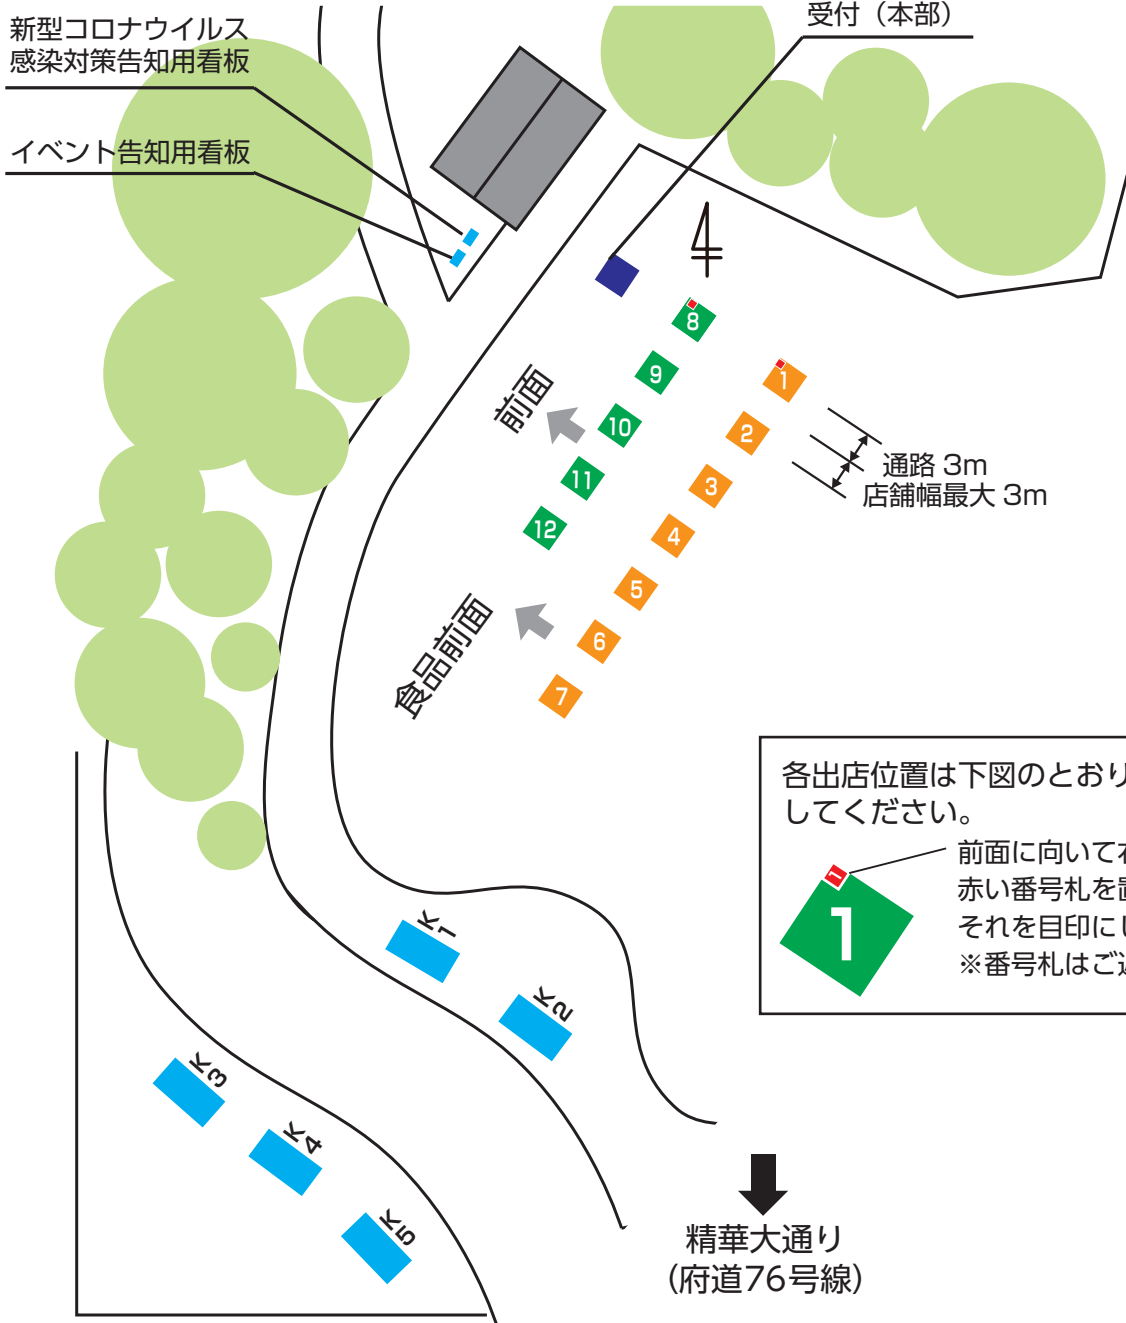 新型コロナウイルス
感染対策告知用看板
イベント告知用看板
受付（本部）
8
9
10
11
12
1
2
3
4
5
6
7
前面
食品前面
通路 3m
店舗幅最大 3m
各出店位置は下図のとおり
してください。
前面に向いて
赤い番号札を
それを目印に
※番号札はご
1
1
K1
K2
K3
K4
K5
精華大通り
(府道76号線)